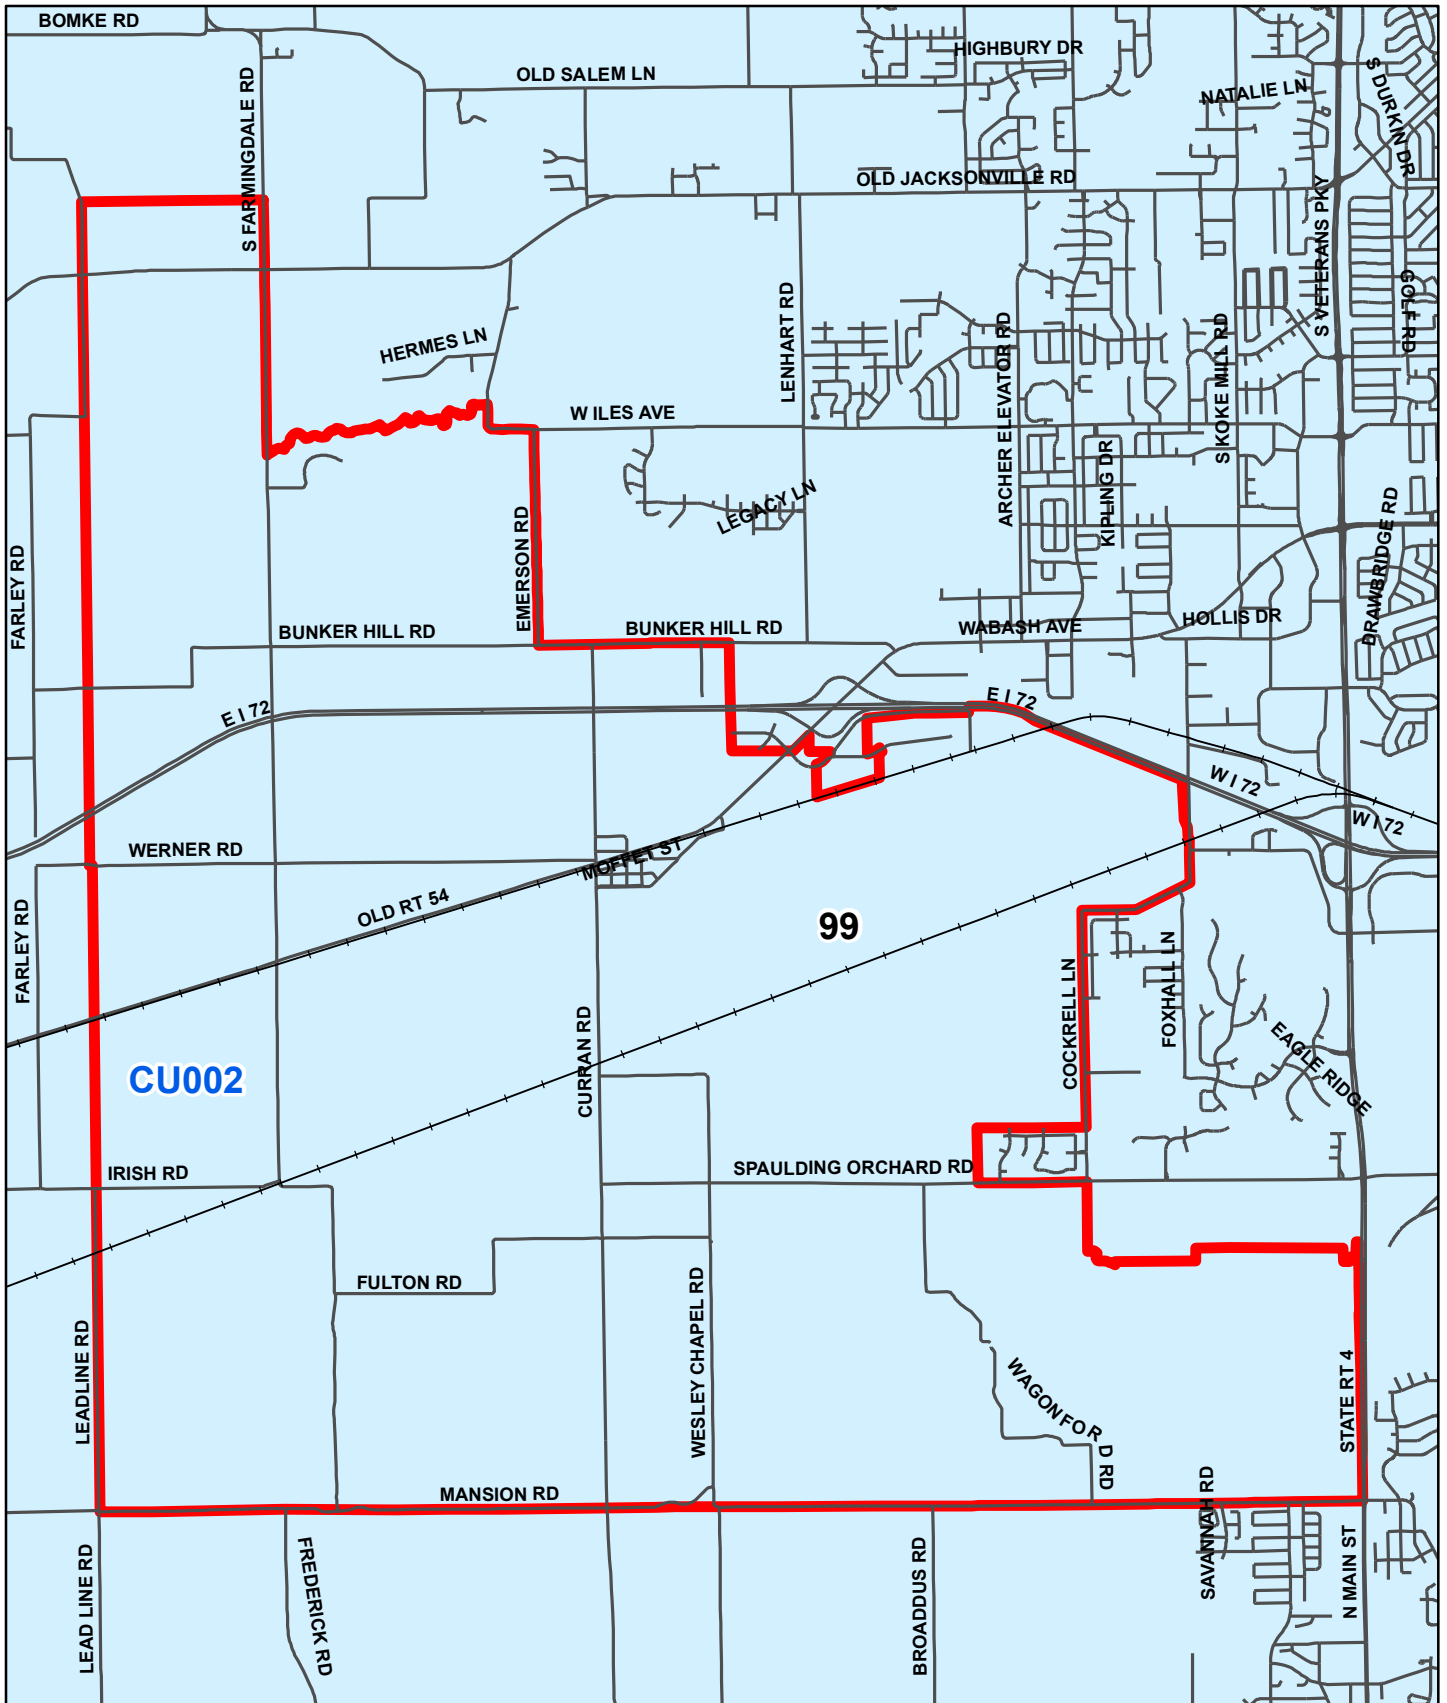 BOMKE RD
HIGHBURY DR
OLD SALEM LN
S FARMINGDALE RD
NATALIE LN
S DURKIN DR
OLD JACKSONVILLE RD
S VETERANS PKY
GOLF RD
HERMES LN
LENHART RD
ARCHER ELEVATOR RD
S KOKE MILL RD
W ILES AVE
KIPLING DR
LEGACY LN
EMERSON RD
DRAWBRIDGE RD
FARLEY RD
BUNKER HILL RD
BUNKER HILL RD
WABASH AVE
HOLLIS DR
E I 72
E I 72
W I 72
W I 72
WERNER RD
MOFFET ST
OLD RT 54
99
FARLEY RD
COCKRELL LN
FOXHALL LN
CURRAN RD
EAGLE RIDGE
CU002
IRISH RD
SPAULDING ORCHARD RD
FULTON RD
LEADLINE RD
WESLEY CHAPEL RD
WAGONFORD RD
STATE RT 4
MANSION RD
SAVANNAH RD
LEAD LINE RD
FREDERICK RD
BROADDUS RD
N MAIN ST